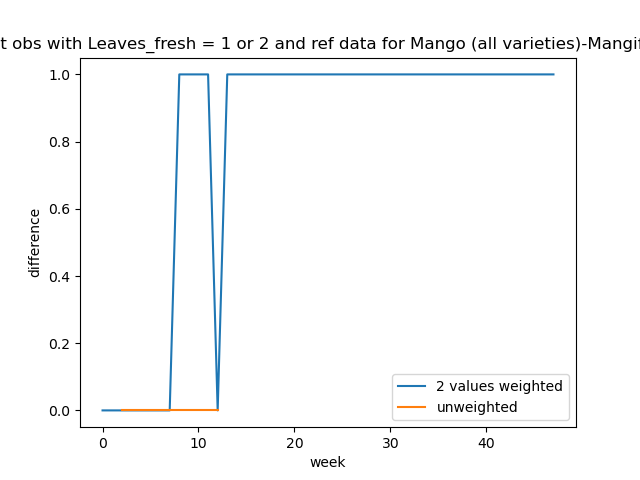 t obs with Leaves_fresh = 1 or 2 and ref data for Mango (all varieties)-Mangif
1.0
0.8
0.6
0.4
0.2
0.0
difference
2 values weighted
unweighted
0 10 20 30 40
week